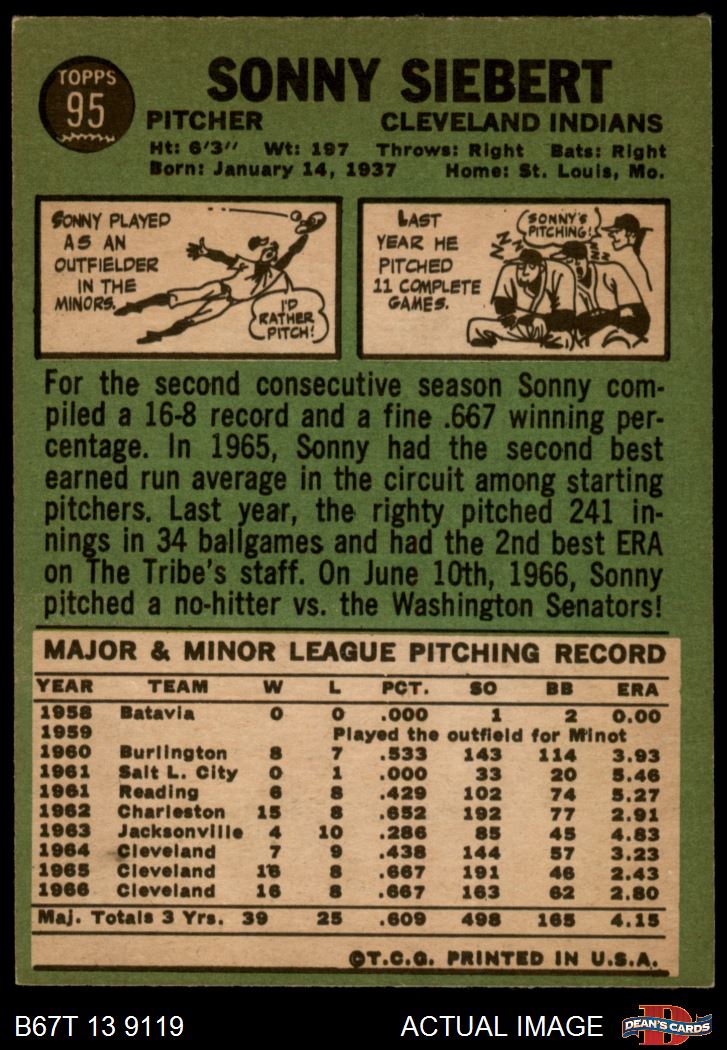 TOPPS
95
SONNY SIEBERT
PITCHER CLEVELAND INDIANS
Ht: 6'3" Wt: 197 Throws: Right Bats: Right
Born: January 14, 1937 Home: St. Louis, Mo.
SONNY PLAYED
AS AN
OUTFIELDER
IN THE
MINORS.
I'D
RATHER
PITCH!
LAST
YEAR HE
PITCHED
11 COMPLETE
GAMES.
SONNY'S
PITCHING!
ZZZ
ZZZ
For the second consecutive season Sonny com-
piled a 16-8 record and a fine .667 winning per-
centage. In 1965, Sonny had the second best
earned run average in the circuit among starting
pitchers. Last year, the righty pitched 241 in-
nings in 34 ballgames and had the 2nd best ERA
on The Tribe's staff. On June 10th, 1966, Sonny
pitched a no-hitter vs. the Washington Senators!
MAJOR & MINOR LEAGUE PITCHING RECORD
YEAR TEAM W L PCT. SO BB ERA
1958 Batavia 0 0 .000 1 2 0.00
1959 Played the outfield for Minot
1960 Burlington 8 7 .533 143 114 3.93
1961 Salt L. City 0 1 .000 33 20 5.46
1961 Reading 6 8 .429 102 74 5.27
1962 Charleston 15 8 .652 192 77 2.91
1963 Jacksonville 4 10 .286 85 45 4.83
1964 Cleveland 7 9 .438 144 57 3.23
1965 Cleveland 16 8 .667 191 46 2.43
1966 Cleveland 16 8 .667 163 62 2.80
Maj. Totals 3 Yrs. 39 25 .609 498 165 4.15
©T.C.G. PRINTED IN U.S.A.
B67T 13 9119 ACTUAL IMAGE
D
DEAN'S CARDS